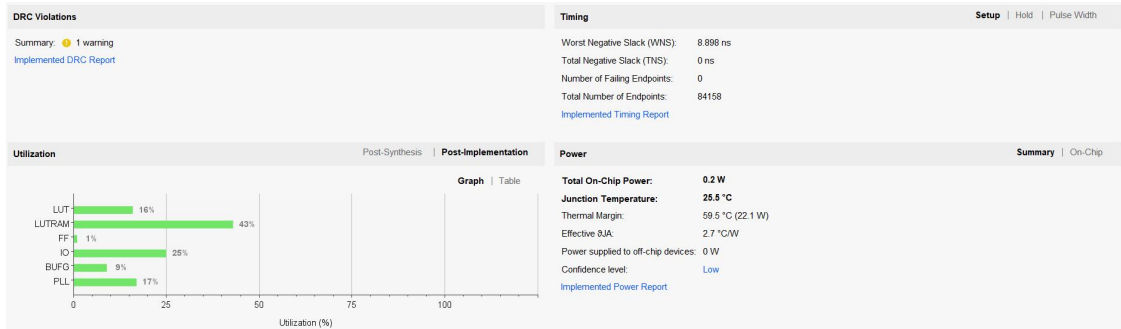 DRC Violations
Summary: 1 warning
Implemented DRC Report
Timing
Setup | Hold | Pulse Width
Worst Negative Slack (WNS): 8.898 ns
Total Negative Slack (TNS): 0 ns
Number of Failing Endpoints: 0
Total Number of Endpoints: 84158
Implemented Timing Report
Utilization
Post-Synthesis | Post-Implementation
Graph | Table
LUT 16%
LUTRAM 43%
FF 1%
IO 25%
BUFG 9%
PLL 17%
0 25 50 75 100
Utilization (%)
Power
Summary | On-Chip
Total On-Chip Power: 0.2 W
Junction Temperature: 25.5 °C
Thermal Margin: 59.5 °C (22.1 W)
Effective ϑJA: 2.7 °C/W
Power supplied to off-chip devices: 0 W
Confidence level: Low
Implemented Power Report